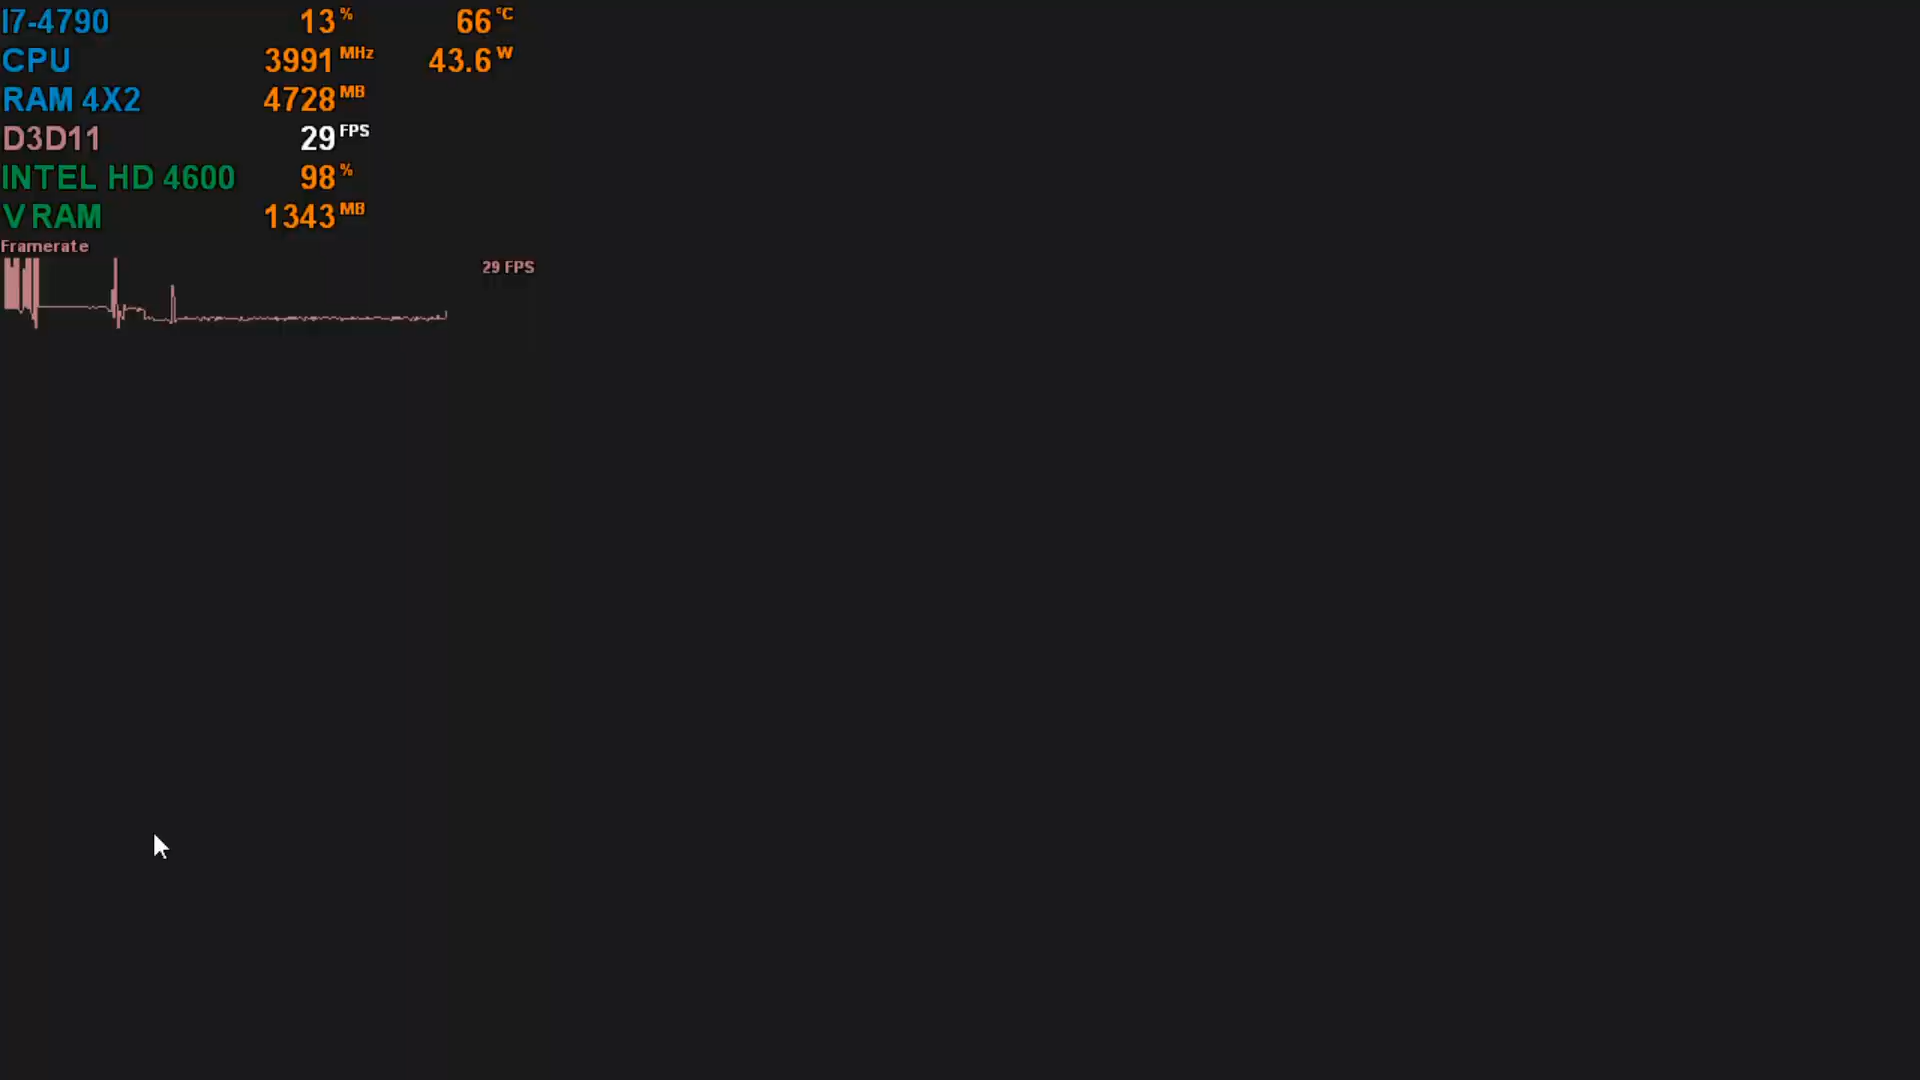 I7-4790 13 % 66 °C
CPU 3991 MHz 43.6 W
RAM 4X2 4728 MB
D3D11 29 FPS
INTEL HD 4600 98 %
V RAM 1343 MB
Framerate
29 FPS